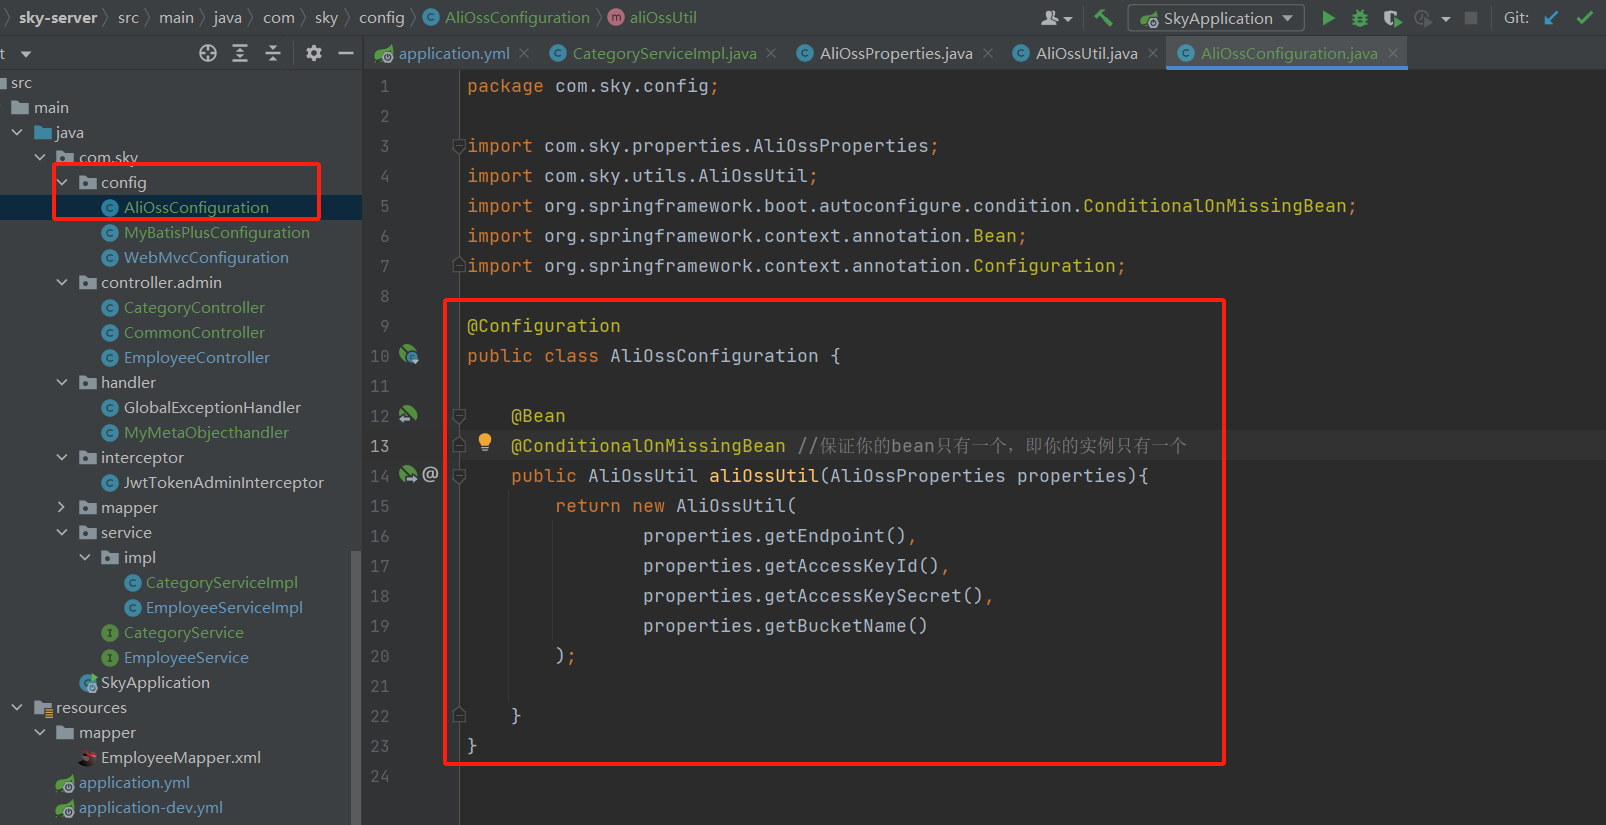 sky-server src main java com sky config AliOssConfiguration aliOssUtil SkyApplication Git:
t application.yml CategoryServiceImpl.java AliOssProperties.java AliOssUtil.java AliOssConfiguration.java
src
main
java
com.sky
config
AliOssConfiguration
MyBatisPlusConfiguration
WebMvcConfiguration
controller.admin
CategoryController
CommonController
EmployeeController
handler
GlobalExceptionHandler
MyMetaObjecthandler
interceptor
JwtTokenAdminInterceptor
mapper
service
impl
CategoryServiceImpl
EmployeeServiceImpl
CategoryService
EmployeeService
SkyApplication
resources
mapper
EmployeeMapper.xml
application.yml
application-dev.yml
1 package com.sky.config;
2
3 import com.sky.properties.AliOssProperties;
4 import com.sky.utils.AliOssUtil;
5 import org.springframework.boot.autoconfigure.condition.ConditionalOnMissingBean;
6 import org.springframework.context.annotation.Bean;
7 import org.springframework.context.annotation.Configuration;
8
9 @Configuration
10 public class AliOssConfiguration {
11
12 @Bean
13 @ConditionalOnMissingBean //保证你的bean只有一个，即你的实例只有一个
14 @ public AliOssUtil aliOssUtil(AliOssProperties properties){
15 return new AliOssUtil(
16 properties.getEndpoint(),
17 properties.getAccessKeyId(),
18 properties.getAccessKeySecret(),
19 properties.getBucketName()
20 );
21
22 }
23 }
24